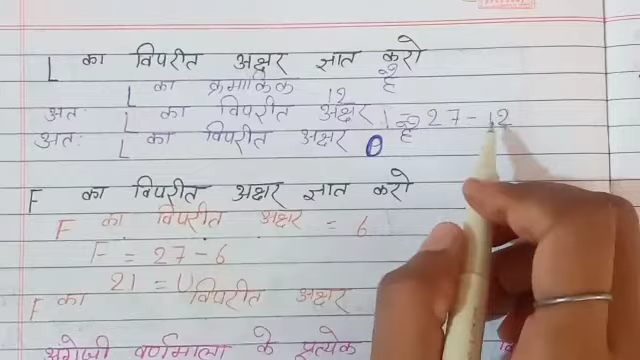 L का विपरीत अक्षर ज्ञात करो
L का क्रमांकक 12 है
अतः L का विपरीत अक्षर है 27-12
अतः L का विपरीत अक्षर O है
F का विपरीत अक्षर ज्ञात करो
F का विपरीत अक्षर = 6
F = 27-6
21 = U
F का विपरीत अक्षर
अंग्रेजी वर्णमाला के प्रत्येक